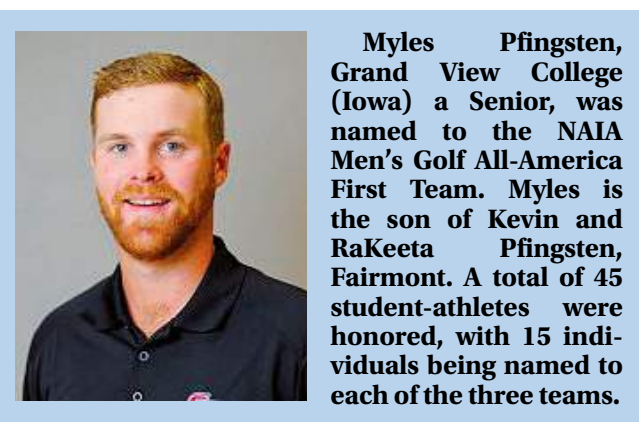 Myles Pfingsten,
Grand View College
(Iowa) a Senior, was
named to the NAIA
Men’s Golf All-America
First Team. Myles is
the son of Kevin and
RaKeeta Pfingsten,
Fairmont. A total of 45
student-athletes were
honored, with 15 indi-
viduals being named to
each of the three teams.